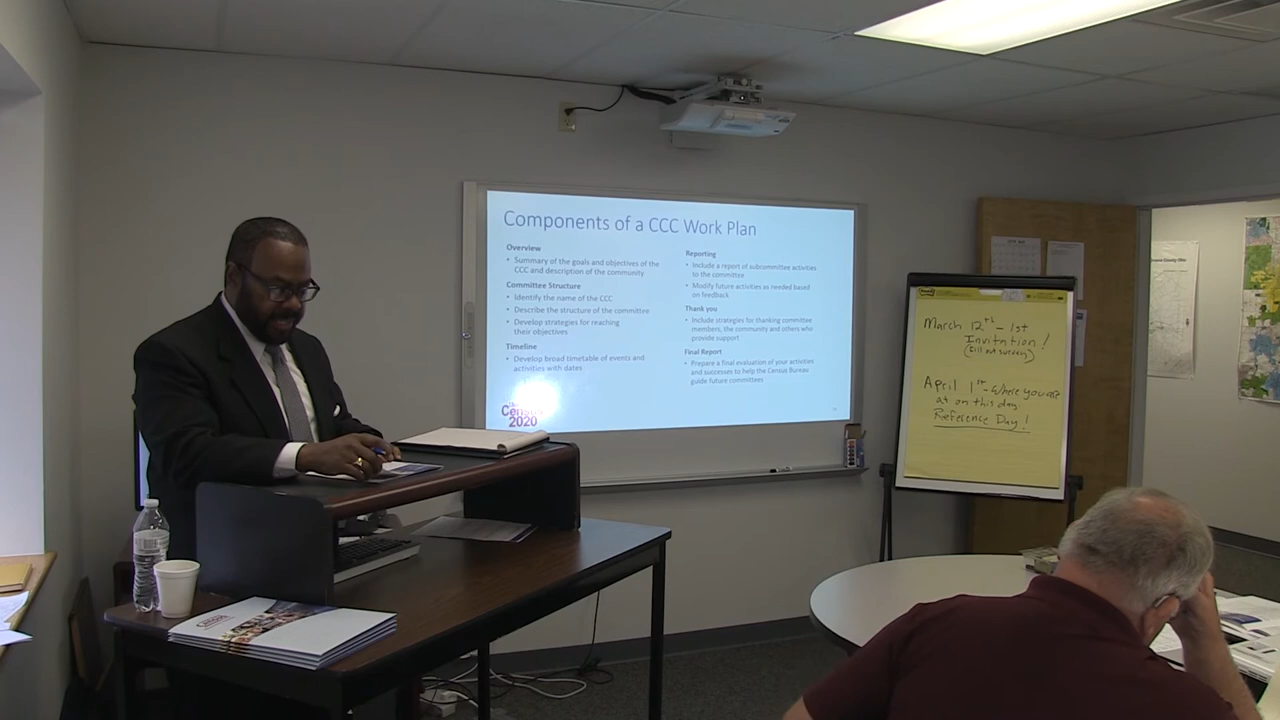 Components of a CCC Work Plan
Overview
• Summary of the goals and objectives of the
CCC and description of the community
Committee Structure
• Identify the name of the CCC
• Describe the structure of the committee
• Develop strategies for reaching
their objectives
Timeline
• Develop broad timetable of events and
activities with dates
Census
2020
Reporting
• Include a report of subcommittee activities
to the committee
• Modify future activities as needed based
on feedback
Thank you
• Include strategies for thanking committee
members, the community and others who
provide support
Final Report
• Prepare a final evaluation of your activities
and successes to help the Census Bureau
guide future committees
March 12th - 1st
Invitation!
April 1st - Where you are
at on this day
Reference Day!